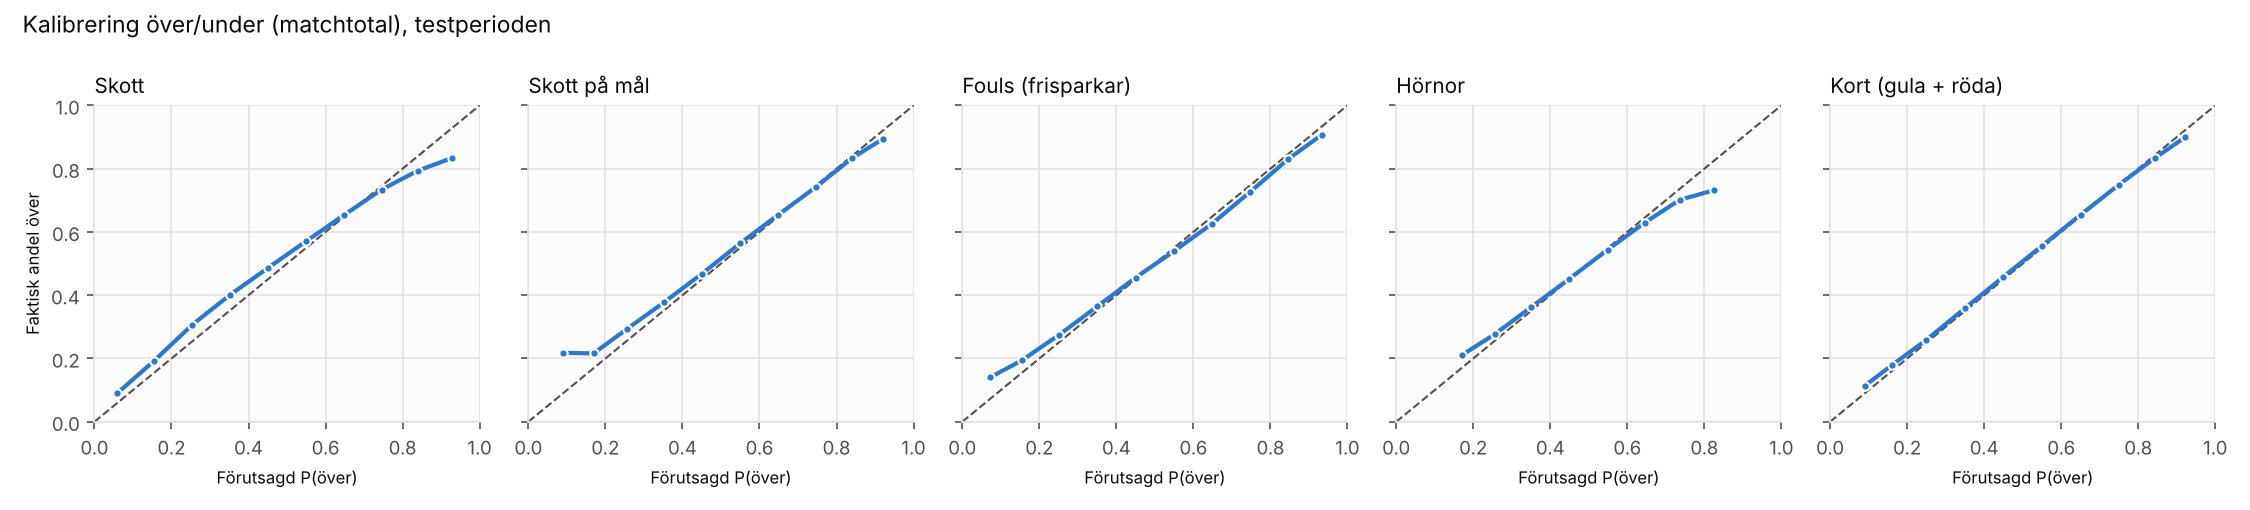 Kalibrering över/under (matchtotal), testperioden
Skott
Skott på mål
Fouls (frisparkar)
Hörnor
Kort (gula + röda)
Faktisk andel över
1.0
0.8
0.6
0.4
0.2
0.0
0.0 0.2 0.4 0.6 0.8 1.0
0.0 0.2 0.4 0.6 0.8 1.0
0.0 0.2 0.4 0.6 0.8 1.0
0.0 0.2 0.4 0.6 0.8 1.0
0.0 0.2 0.4 0.6 0.8 1.0
Förutsagd P(över)
Förutsagd P(över)
Förutsagd P(över)
Förutsagd P(över)
Förutsagd P(över)